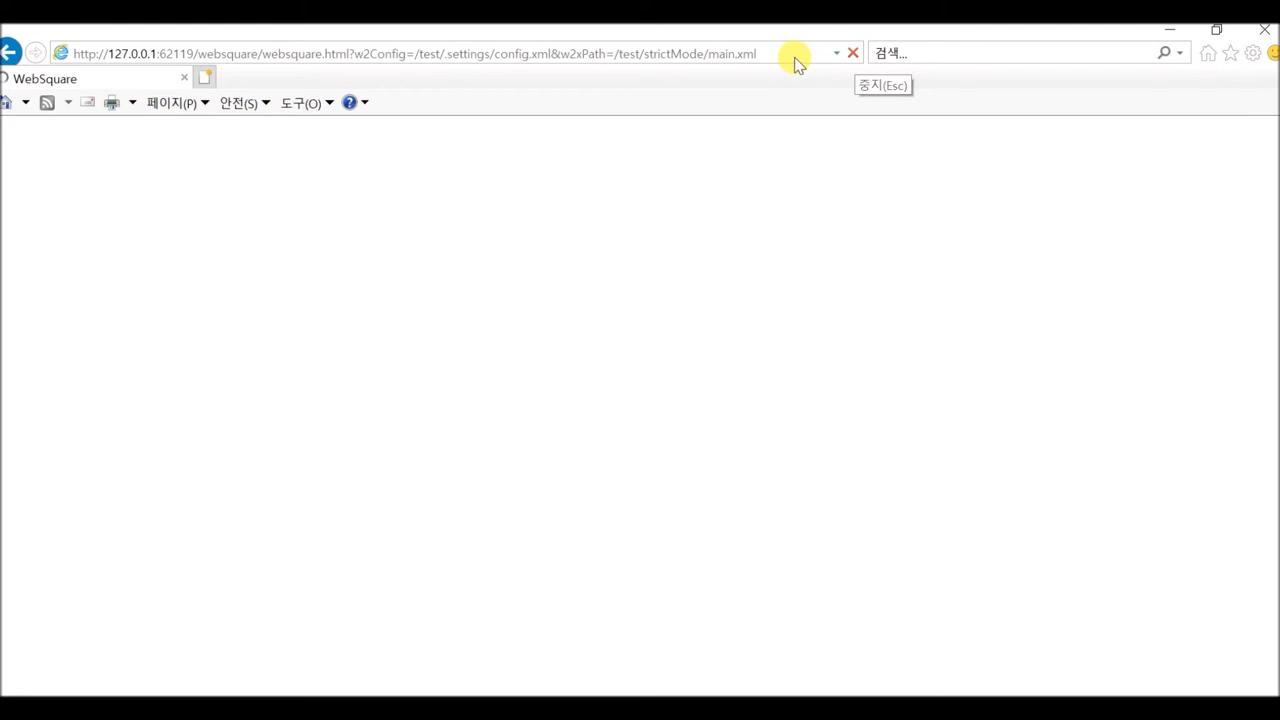 http://127.0.0.1:62119/websquare/websquare.html?w2Config=/test/.settings/config.xml&w2xPath=/test/strictMode/main.xml
검색...
WebSquare
중지(Esc)
페이지(P) 안전(S) 도구(O)